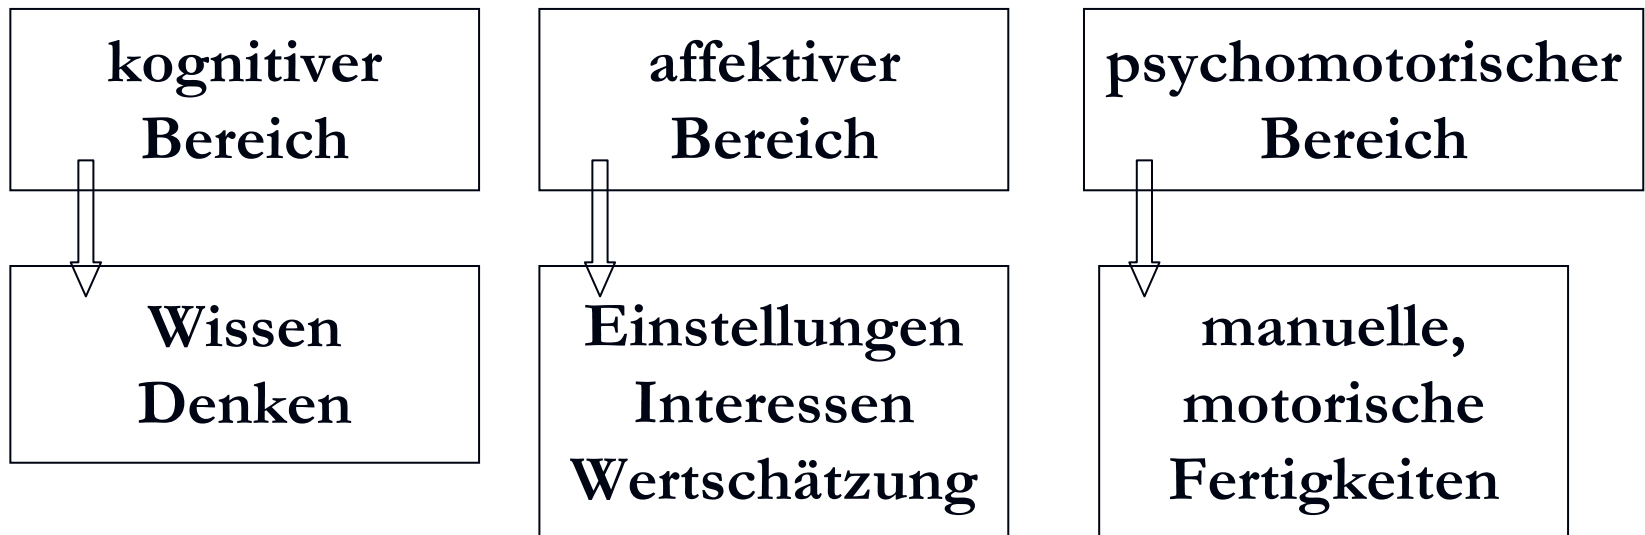 kognitiver
Bereich
affektiver
Bereich
psychomotorischer
Bereich
Wissen
Denken
Einstellungen
Interessen
Wertschätzung
manuelle,
motorische
Fertigkeiten